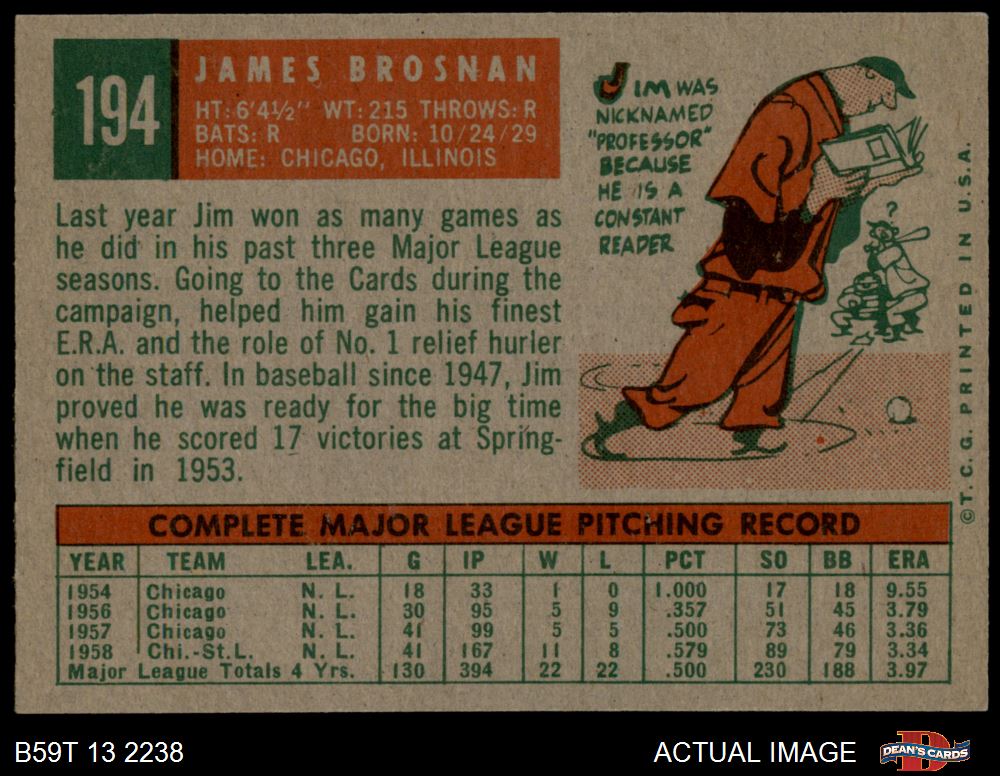 194
JAMES BROSNAN
HT: 6'4½" WT: 215 THROWS: R
BATS: R BORN: 10/24/29
HOME: CHICAGO, ILLINOIS
JIM WAS
NICKNAMED
"PROFESSOR"
BECAUSE
HE IS A
CONSTANT
READER
?
Last year Jim won as many games as
he did in his past three Major League
seasons. Going to the Cards during the
campaign, helped him gain his finest
E.R.A. and the role of No. 1 relief hurler
on the staff. In baseball since 1947, Jim
proved he was ready for the big time
when he scored 17 victories at Spring-
field in 1953.
©T. C. G. PRINTED IN U.S.A.
COMPLETE MAJOR LEAGUE PITCHING RECORD
YEAR TEAM LEA. G IP W L PCT SO BB ERA
1954 Chicago N. L. 18 33 1 0 1.000 17 18 9.55
1956 Chicago N. L. 30 95 5 9 .357 51 45 3.79
1957 Chicago N. L. 41 99 5 5 .500 73 46 3.36
1958 Chi.-St.L. N. L. 41 167 11 8 .579 89 79 3.34
Major League Totals 4 Yrs. 130 394 22 22 .500 230 188 3.97
B59T 13 2238
ACTUAL IMAGE
D
DEAN'S CARDS